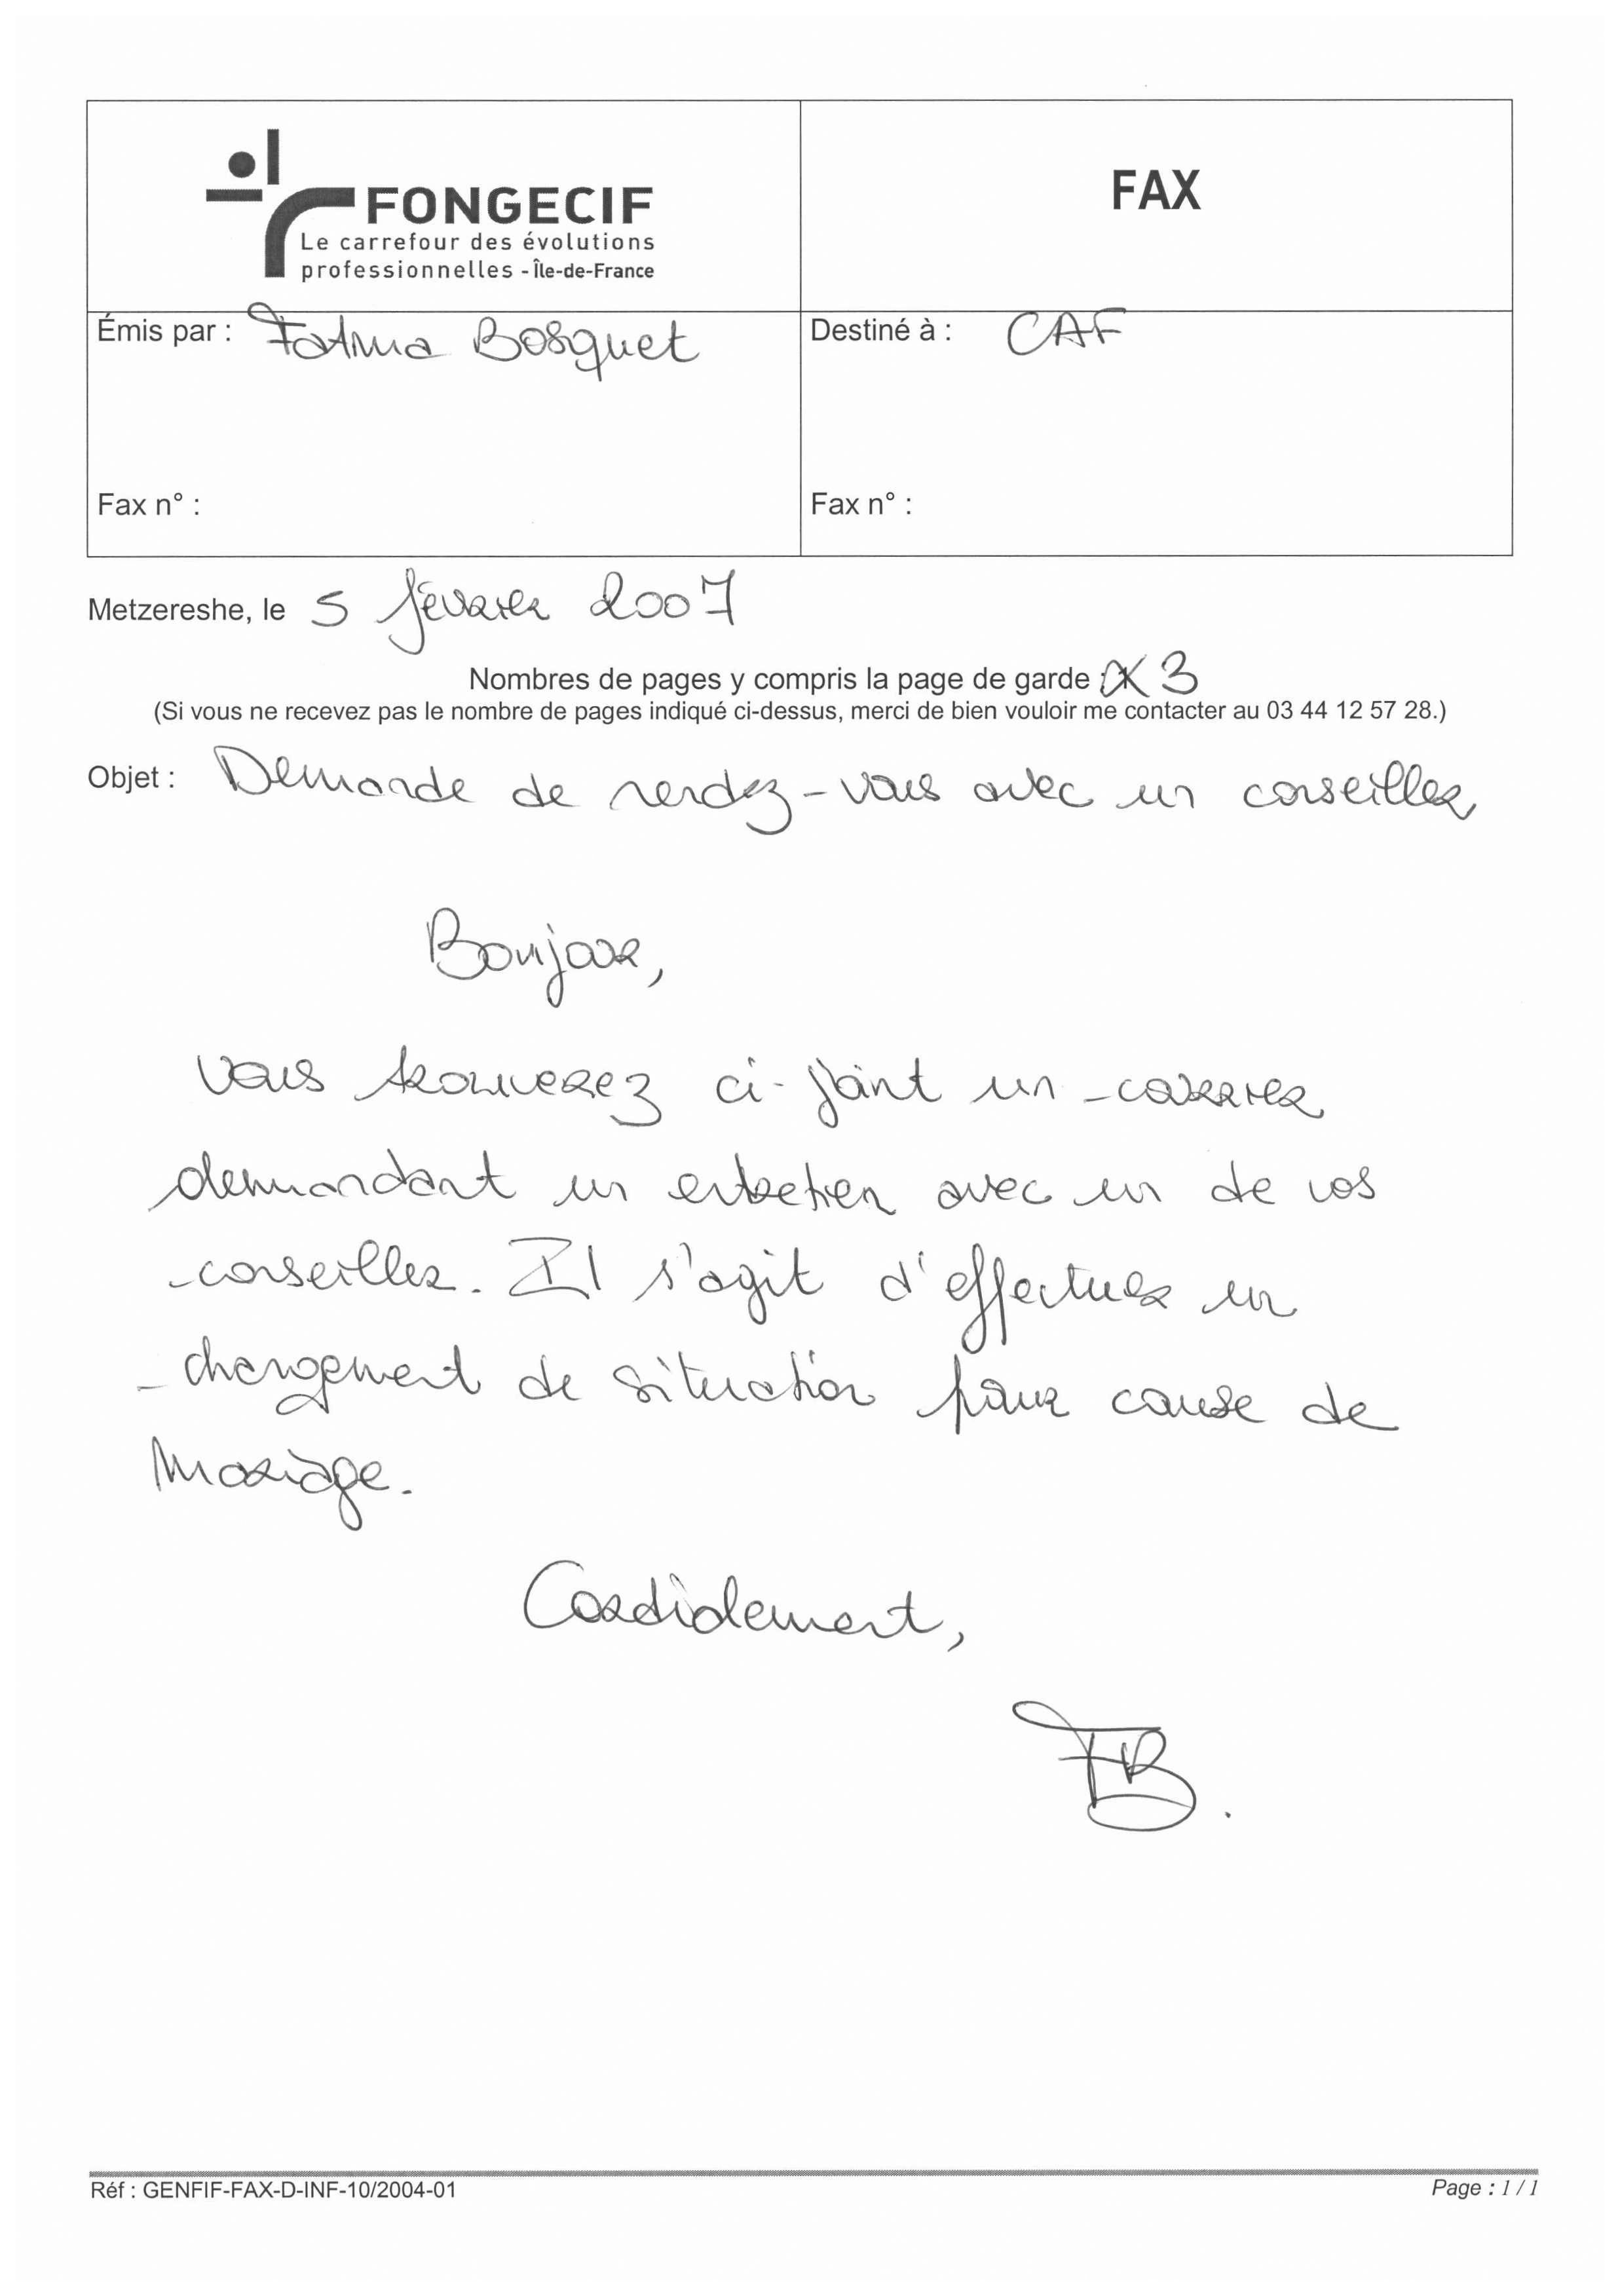 FONGECIF
Le carrefour des évolutions
professionnelles - Île-de-France
FAX
Émis par : Fatma Bosquet
Destiné à : CAF
Fax n° :
Fax n° :
Metzereshe, le 5 février 2007
Nombres de pages y compris la page de garde : 3
(Si vous ne recevez pas le nombre de pages indiqué ci-dessus, merci de bien vouloir me contacter au 03 44 12 57 28.)
Objet : Demande de rendez-vous avec un conseiller
Bonjour,
Vous trouverez ci-joint un courrier
demandant un entretien avec un de vos
conseiller. Il s'agit d'effectuer un
changement de situation pour cause de
mariage.
Cordialement,
FB.
Réf : GENFIF-FAX-D-INF-10/2004-01
Page : 1 / 1